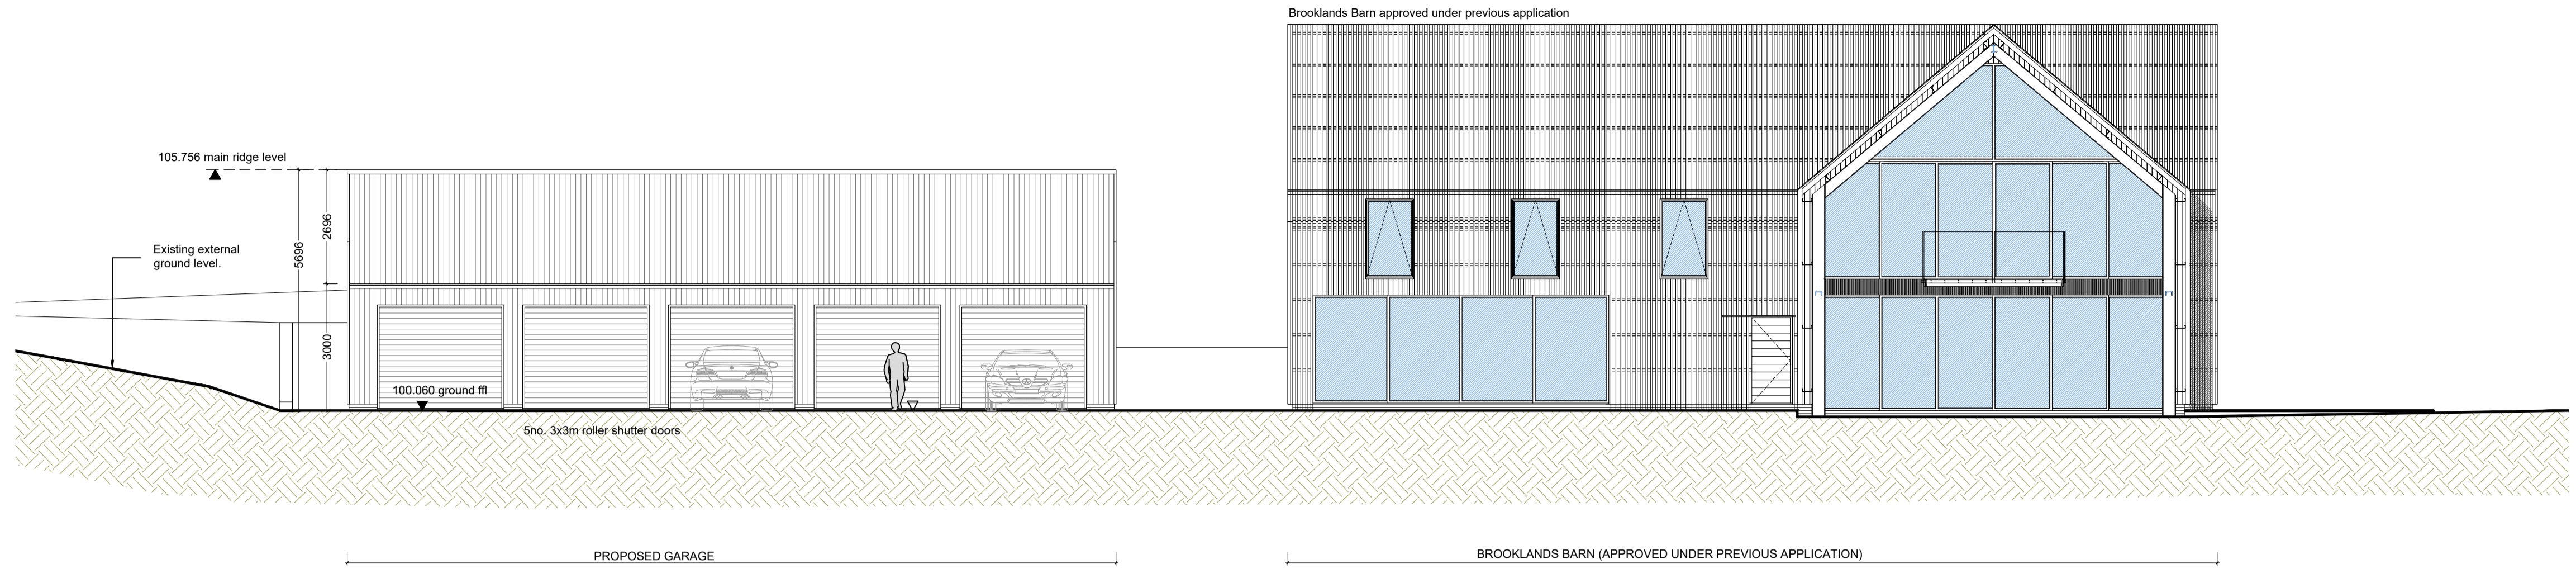 Brooklands Barn approved under previous application
105.756 main ridge level
2696
5696
Existing external
ground level.
3000
100.060 ground ffl
5no. 3x3m roller shutter doors
PROPOSED GARAGE
BROOKLANDS BARN (APPROVED UNDER PREVIOUS APPLICATION)